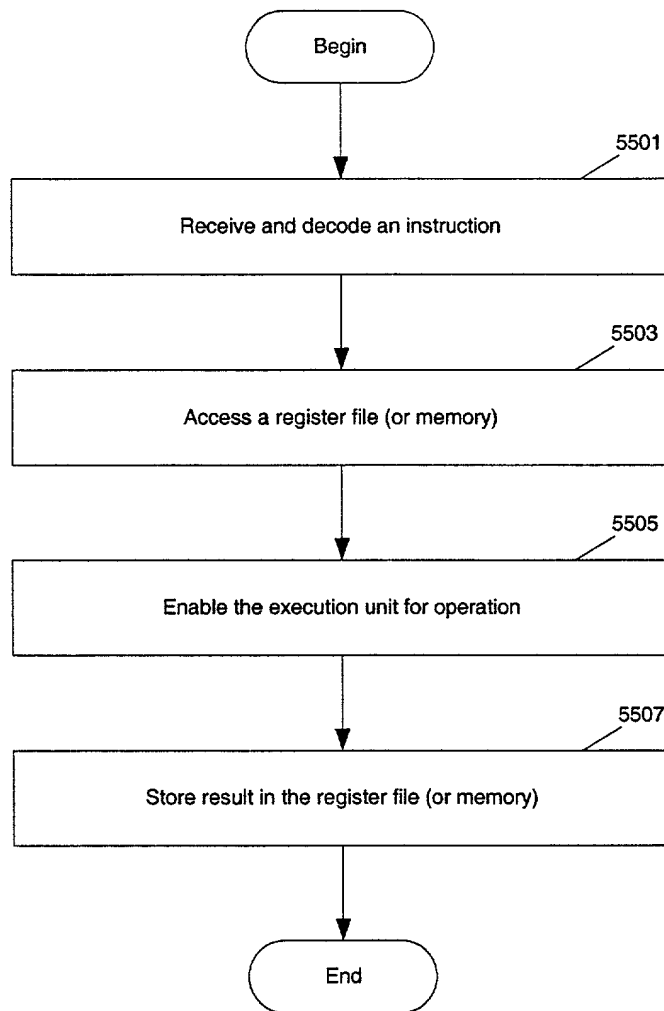 Begin
5501
Receive and decode an instruction
5503
Access a register file (or memory)
5505
Enable the execution unit for operation
5507
Store result in the register file (or memory)
End